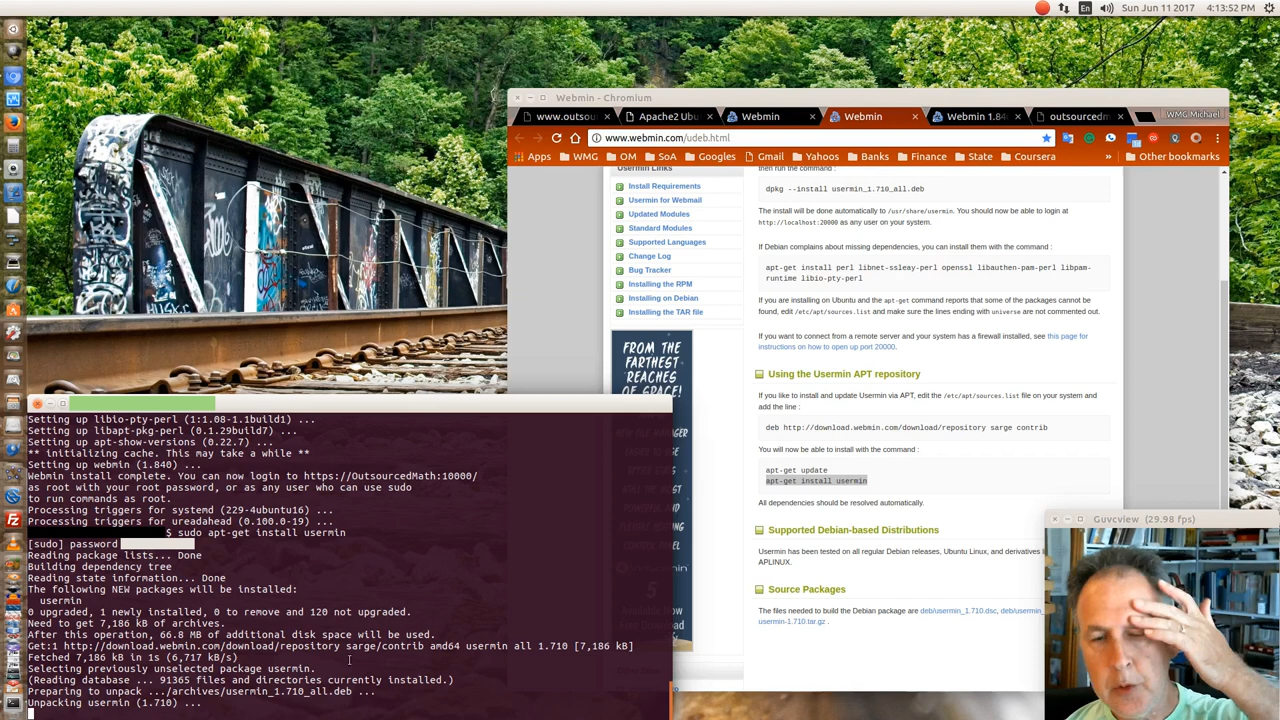 En
Sun Jun 11 2017
4:13:52 PM
Webmin - Chromium
www.outsou
Apache2 Ubu
Webmin
Webmin
Webmin 1.84
outsourcedm
WMG Michael
www.webmin.com/udeb.html
Apps
WMG
OM
SoA
Googles
Gmail
Yahoos
Banks
Finance
State
Coursera
»
Other bookmarks
Usermin Links
Install Requirements
Usermin for Webmail
Updated Modules
Standard Modules
Supported Languages
Change Log
Bug Tracker
Installing the RPM
Installing on Debian
Installing the TAR file
FROM THE
FARTHEST
REACHES
OF SPACE!
then run the command :
dpkg --install usermin_1.710_all.deb
The install will be done automatically to /usr/share/usermin. You should now be able to login at
http://localhost:20000 as any user on your system.
If Debian complains about missing dependencies, you can install them with the command :
apt-get install perl libnet-ssleay-perl openssl libauthen-pam-perl libpam-
runtime libio-pty-perl
If you are installing on Ubuntu and the apt-get command reports that some of the packages cannot be
found, edit /etc/apt/sources.list and make sure the lines ending with universe are not commented out.
If you want to connect from a remote server and your system has a firewall installed, see this page for
instructions on how to open up port 20000.
Using the Usermin APT repository
If you like to install and update Usermin via APT, edit the /etc/apt/sources.list file on your system and
add the line :
deb http://download.webmin.com/download/repository sarge contrib
You will now be able to install with the command :
apt-get update
apt-get install usermin
All dependencies should be resolved automatically.
Supported Debian-based Distributions
Usermin has been tested on all regular Debian releases, Ubuntu Linux, and derivatives
APLINUX.
Source Packages
The files needed to build the Debian package are deb/usermin_1.710.dsc, deb/usermin_
usermin-1.710.tar.gz .
Setting up libio-pty-perl (1:1.08-1.1build1) ...
Setting up libapt-pkg-perl (0.1.29build7) ...
Setting up apt-show-versions (0.22.7) ...
** initializing cache. This may take a while **
Setting up webmin (1.840) ...
Webmin install complete. You can now login to https://OutsourcedMath:10000/
as root with your root password, or as any user who can use sudo
to run commands as root.
Processing triggers for systemd (229-4ubuntu16) ...
Processing triggers for ureadahead (0.100.0-19) ...
$ sudo apt-get install usermin
[sudo] password
Reading package lists... Done
Building dependency tree
Reading state information... Done
The following NEW packages will be installed:
usermin
0 upgraded, 1 newly installed, 0 to remove and 120 not upgraded.
Need to get 7,186 kB of archives.
After this operation, 66.8 MB of additional disk space will be used.
Get:1 http://download.webmin.com/download/repository sarge/contrib amd64 usermin all 1.710 [7,186 kB]
Fetched 7,186 kB in 1s (6,717 kB/s)
Selecting previously unselected package usermin.
(Reading database ... 91365 files and directories currently installed.)
Preparing to unpack .../archives/usermin_1.710_all.deb ...
Unpacking usermin (1.710) ...
Guvcview (29.98 fps)